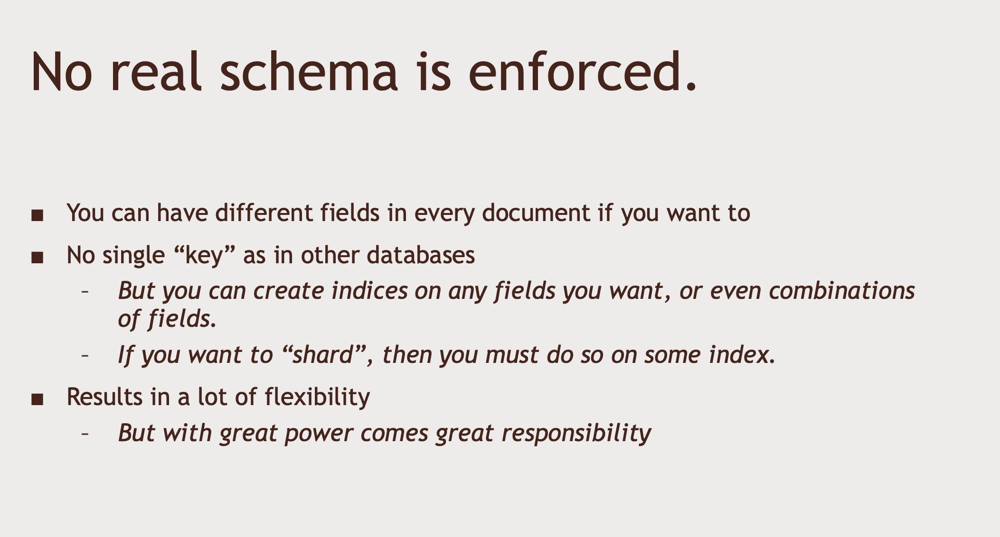 No real schema is enforced.
■ You can have different fields in every document if you want to
■ No single “key” as in other databases
– But you can create indices on any fields you want, or even combinations
of fields.
– If you want to “shard”, then you must do so on some index.
■ Results in a lot of flexibility
– But with great power comes great responsibility